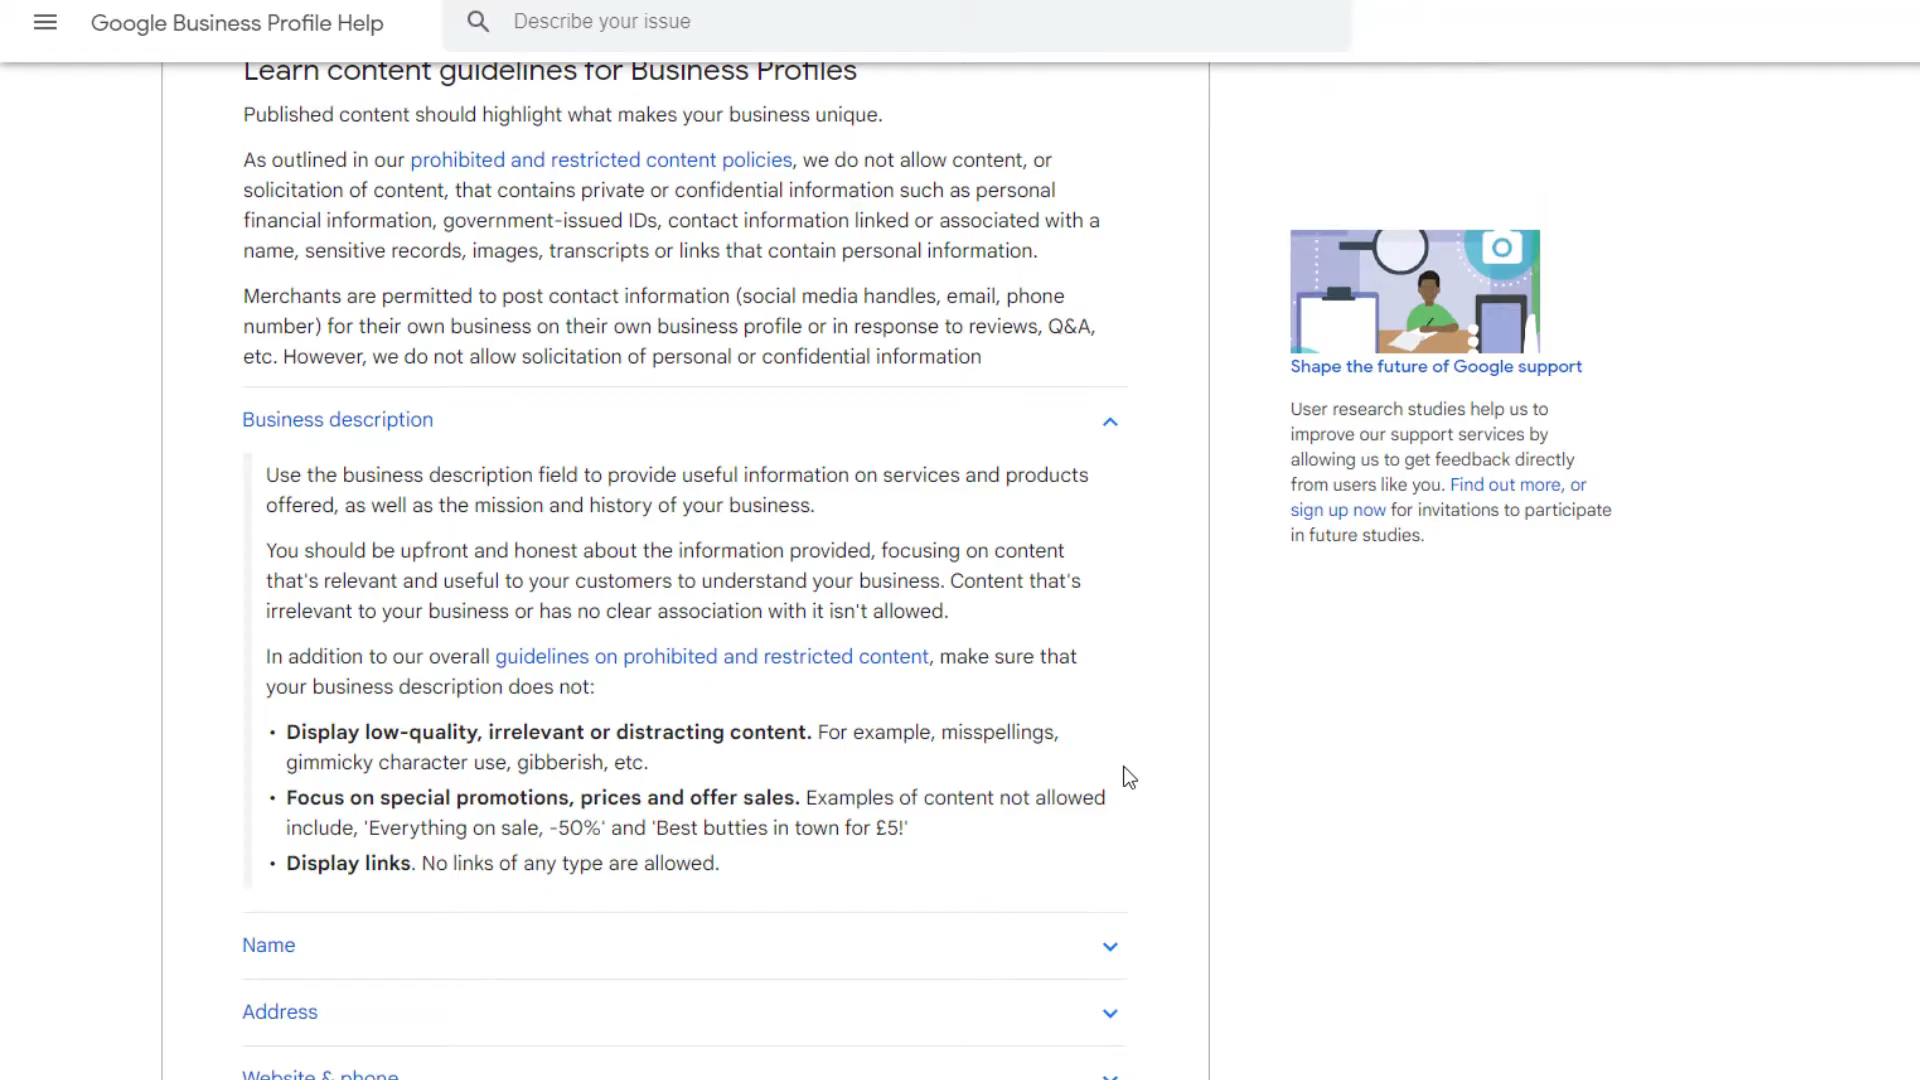 Google Business Profile Help
Describe your issue
Learn content guidelines for Business Profiles
Published content should highlight what makes your business unique.
As outlined in our prohibited and restricted content policies, we do not allow content, or
solicitation of content, that contains private or confidential information such as personal
financial information, government-issued IDs, contact information linked or associated with a
name, sensitive records, images, transcripts or links that contain personal information.
Merchants are permitted to post contact information (social media handles, email, phone
number) for their own business on their own business profile or in response to reviews, Q&A,
etc. However, we do not allow solicitation of personal or confidential information
Business description
Use the business description field to provide useful information on services and products
offered, as well as the mission and history of your business.
You should be upfront and honest about the information provided, focusing on content
that's relevant and useful to your customers to understand your business. Content that's
irrelevant to your business or has no clear association with it isn't allowed.
In addition to our overall guidelines on prohibited and restricted content, make sure that
your business description does not:
• Display low-quality, irrelevant or distracting content. For example, misspellings,
gimmicky character use, gibberish, etc.
• Focus on special promotions, prices and offer sales. Examples of content not allowed
include, 'Everything on sale, -50%' and 'Best butties in town for £5!'
• Display links. No links of any type are allowed.
Name
Address
Website & phone
Shape the future of Google support
User research studies help us to
improve our support services by
allowing us to get feedback directly
from users like you. Find out more, or
sign up now for invitations to participate
in future studies.